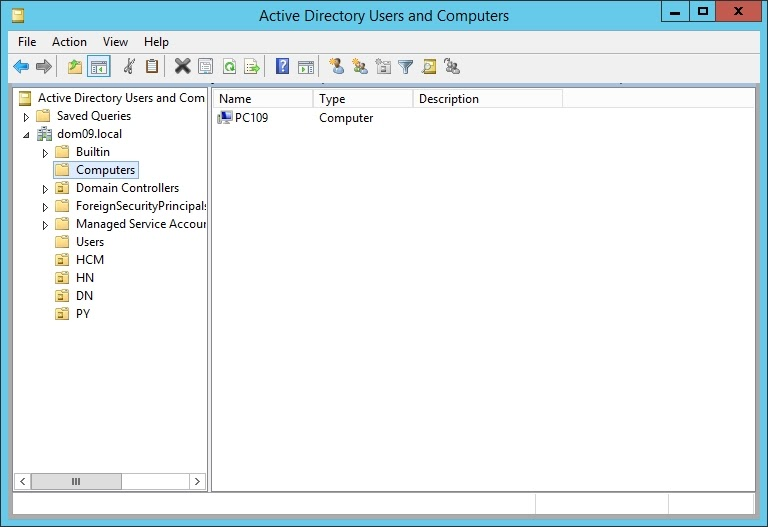 Active Directory Users and Computers
File Action View Help
Active Directory Users and Com
Saved Queries
dom09.local
Builtin
Computers
Domain Controllers
ForeignSecurityPrincipals
Managed Service Accour
Users
HCM
HN
DN
PY
Name Type Description
PC109 Computer